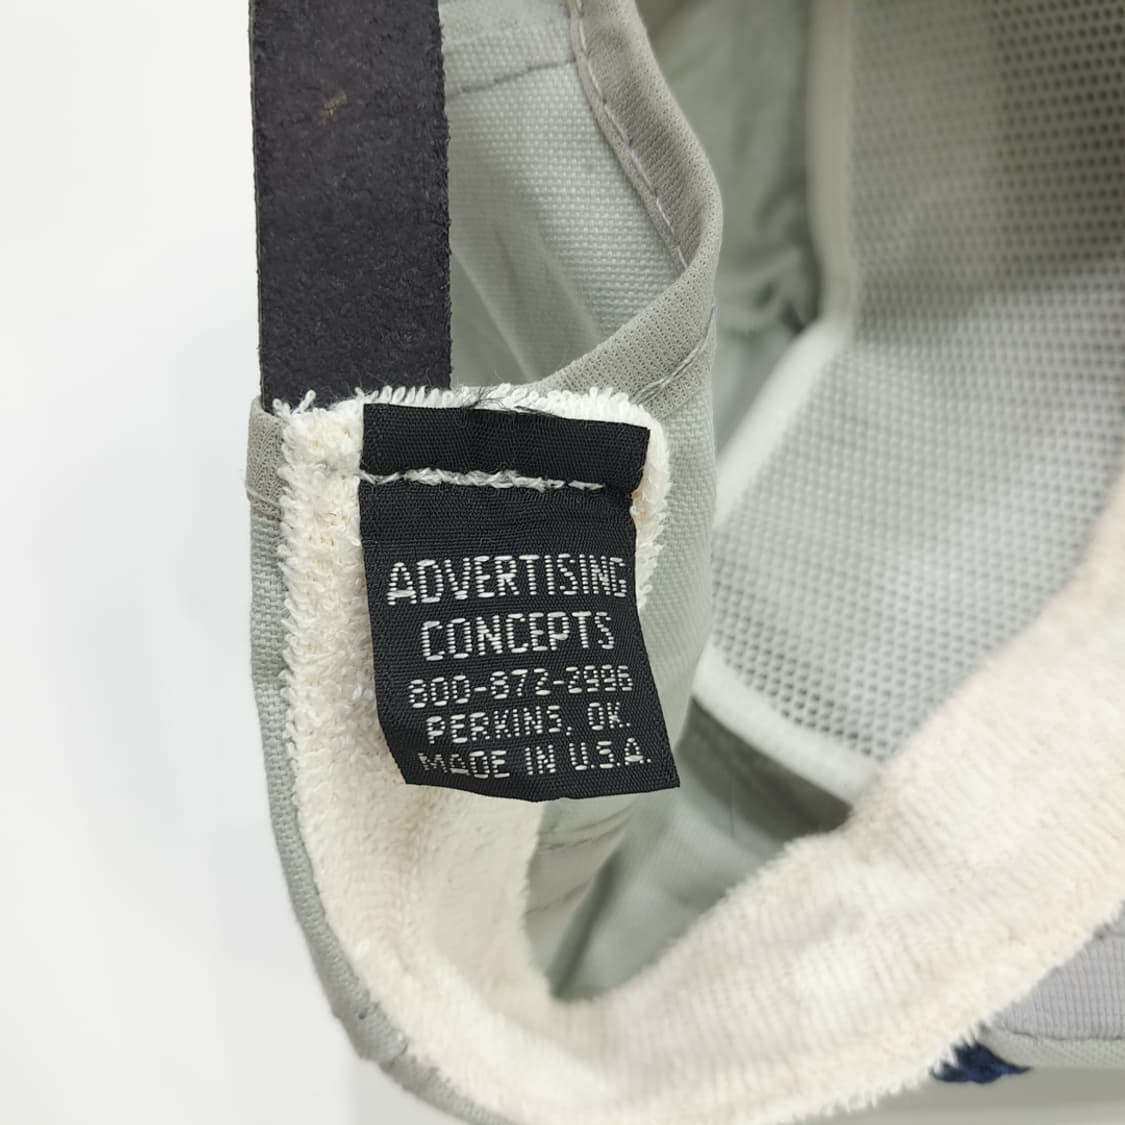 ADVERTISING
CONCEPTS
800-872-2996
PERKINS, OK.
MADE IN U.S.A.